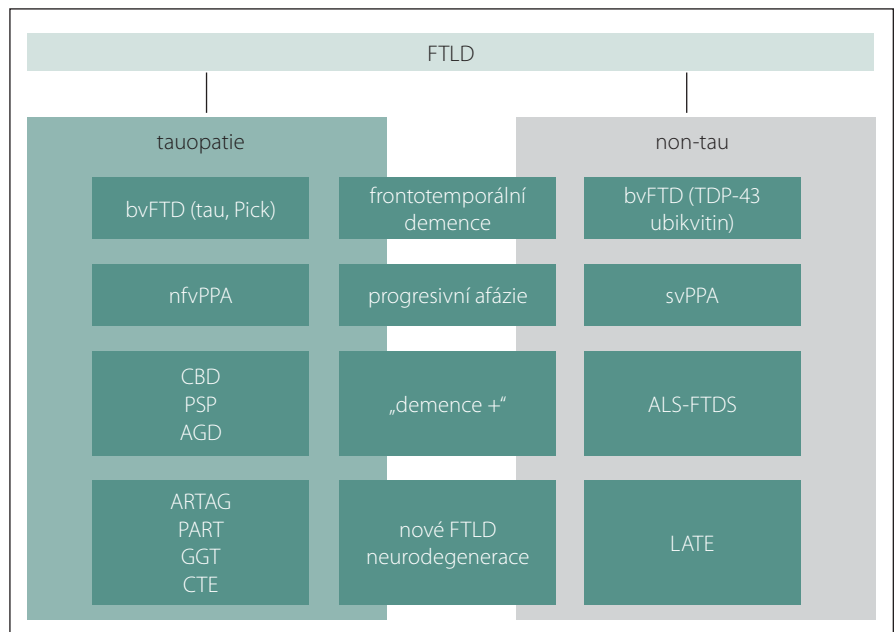 FTLD
tauopatie
non-tau
bvFTD (tau, Pick)
frontotemporální
demence
bvFTD (TDP-43
ubikvitin)
nfvPPA
progresivní afázie
svPPA
CBD
PSP
AGD
„demence +“
ALS-FTDS
ARTAG
PART
GGT
CTE
nové FTLD
neurodegenerace
LATE